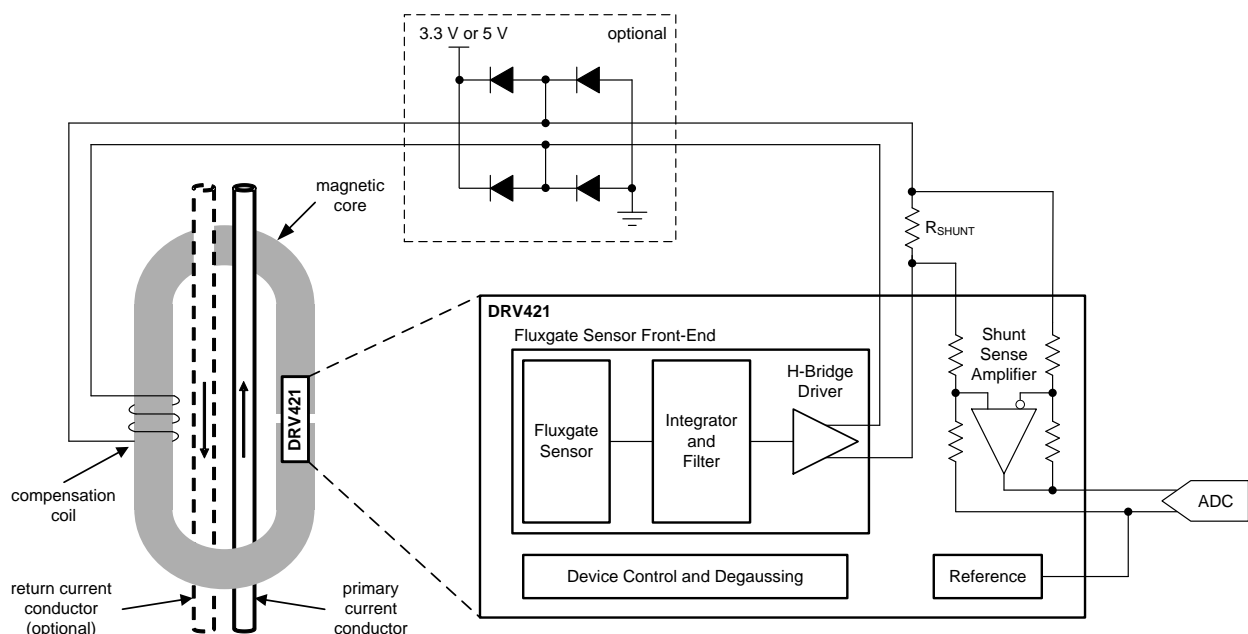 3.3 V or 5 V
optional
magnetic
core
R_SHUNT
DRV421
Fluxgate Sensor Front-End
Shunt
Sense
Amplifier
H-Bridge
Driver
Fluxgate
Sensor
Integrator
and
Filter
DRV421
compensation
coil
ADC
Device Control and Degaussing
Reference
return current
conductor
(optional)
primary
current
conductor